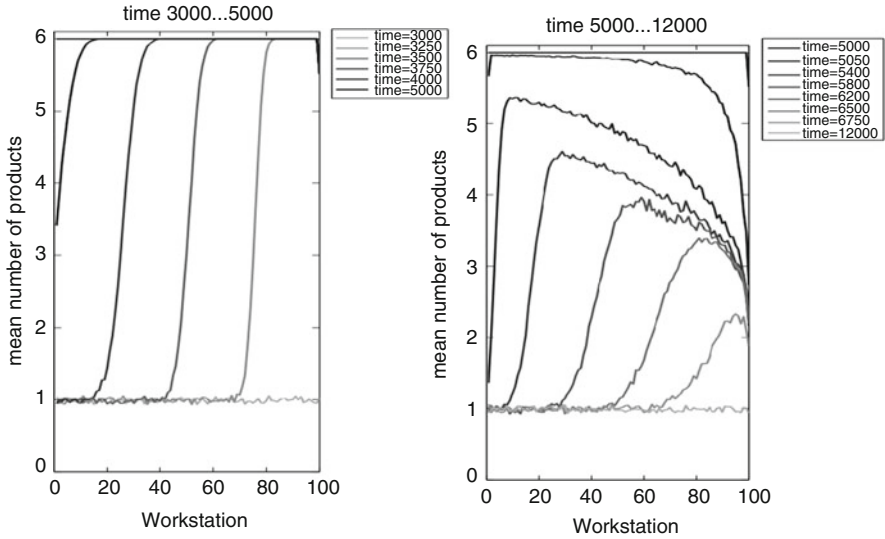 time 3000...5000
mean number of products
6
5
4
3
2
1
0
0 20 40 60 80 100
Workstation
time=3000
time=3250
time=3500
time=3750
time=4000
time=5000
time 5000...12000
mean number of products
6
5
4
3
2
1
0
0 20 40 60 80 100
Workstation
time=5000
time=5050
time=5400
time=5800
time=6200
time=6500
time=6750
time=12000